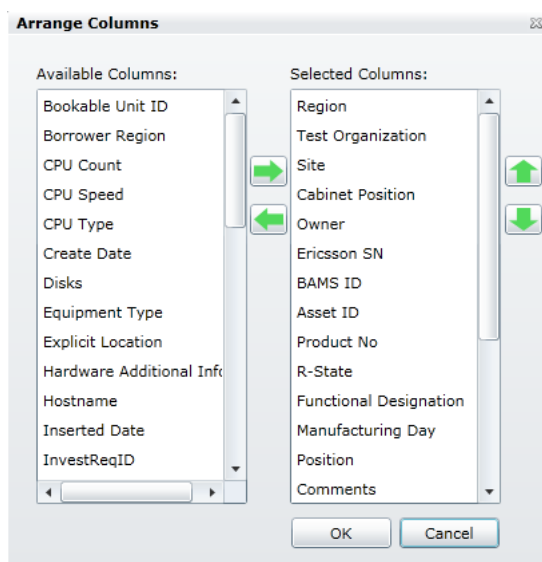 Arrange Columns
Available Columns:
Bookable Unit ID
Borrower Region
CPU Count
CPU Speed
CPU Type
Create Date
Disks
Equipment Type
Explicit Location
Hardware Additional Info
Hostname
Inserted Date
InvestReqID
Selected Columns:
Region
Test Organization
Site
Cabinet Position
Owner
Ericsson SN
BAMS ID
Asset ID
Product No
R-State
Functional Designation
Manufacturing Day
Position
Comments
OK
Cancel